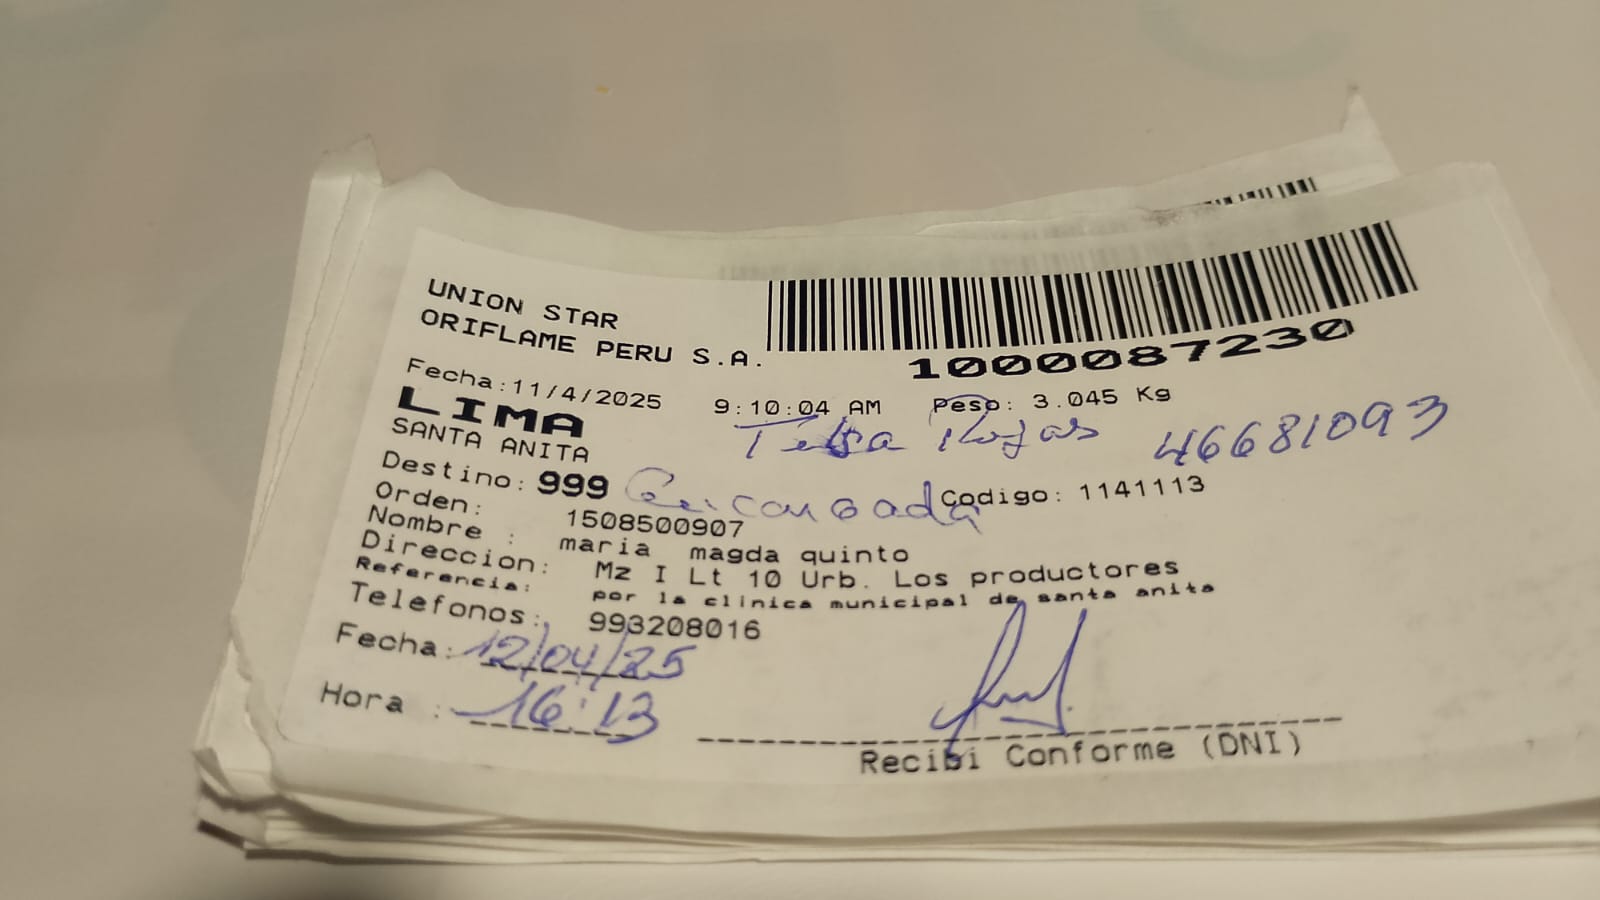 UNION STAR
ORIFLAME PERU S.A.
1000087230
Fecha:11/4/2025 9:10:04 AM Peso: 3.045 Kg
LIMA
Rojas 46681093
SANTA ANITA
Destino: 999 Codigo: 1141113
Orden: 1508500907
Nombre : maria magda quinto
Direccion: Mz I Lt 10 Urb. Los productores
Referencia: por la clinica municipal de santa anita
Telefonos: 993208016
Fecha: 12/04/25
Hora : 16:13
Recibi Conforme (DNI)